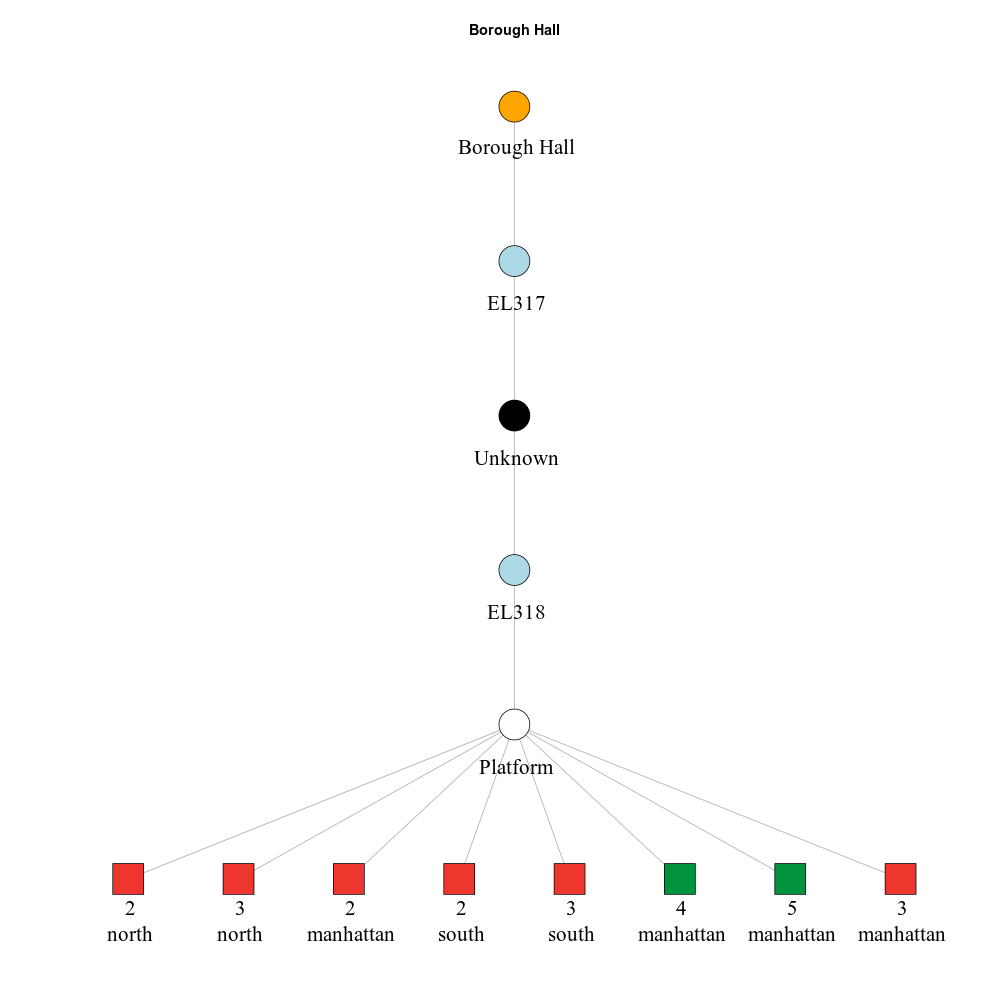 Borough Hall
Borough Hall
EL317
Unknown
EL318
Platform
2 3 2 2 3 4 5 3
north north manhattan south south manhattan manhattan manhattan